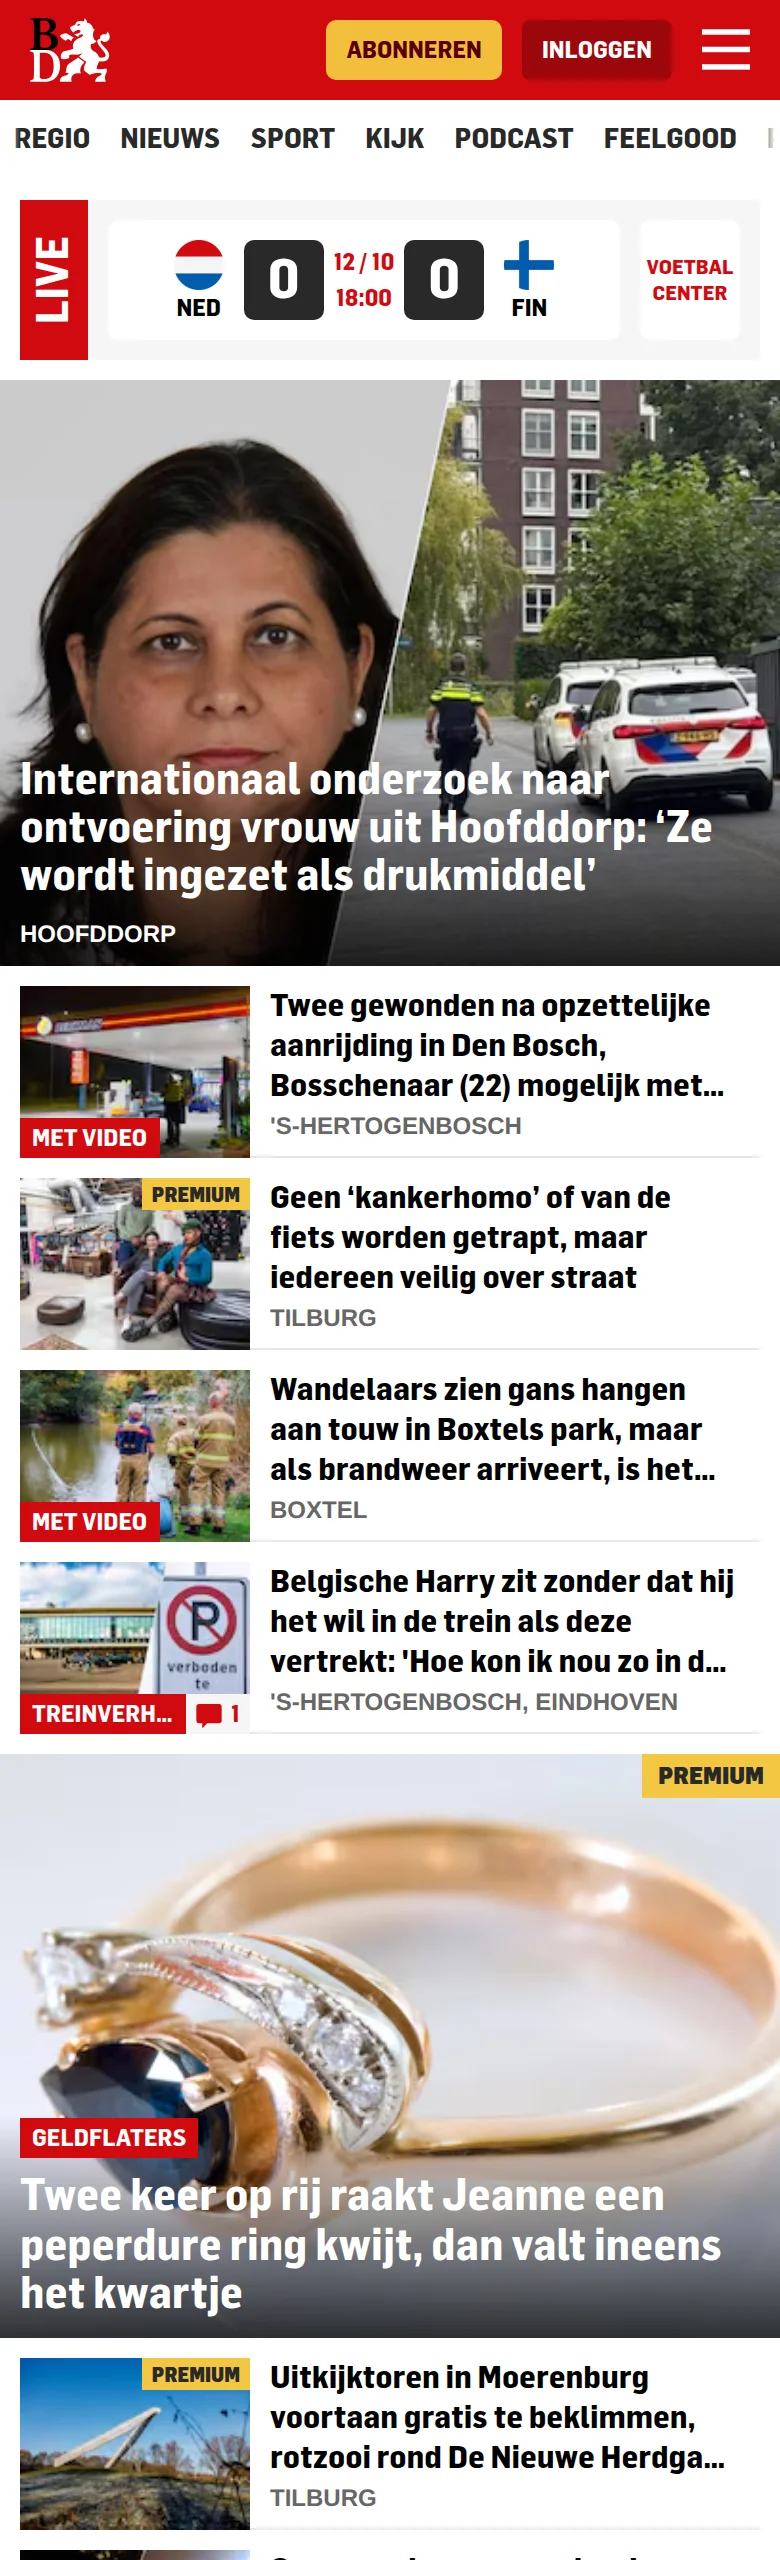 B
D
ABONNEREN
INLOGGEN
REGIO NIEUWS SPORT KIJK PODCAST FEELGOOD
LIVE
NED
0
12 / 10
18:00
0
FIN
VOETBAL
CENTER
Internationaal onderzoek naar
ontvoering vrouw uit Hoofddorp: ‘Ze
wordt ingezet als drukmiddel’
HOOFDDORP
MET VIDEO
Twee gewonden na opzettelijke
aanrijding in Den Bosch,
Bosschenaar (22) mogelijk met...
'S-HERTOGENBOSCH
PREMIUM
Geen ‘kankerhomo’ of van de
fiets worden getrapt, maar
iedereen veilig over straat
TILBURG
MET VIDEO
Wandelaars zien gans hangen
aan touw in Boxtels park, maar
als brandweer arriveert, is het...
BOXTEL
P
verboden
te
TREINVERH...
1
Belgische Harry zit zonder dat hij
het wil in de trein als deze
vertrekt: 'Hoe kon ik nou zo in d...
'S-HERTOGENBOSCH, EINDHOVEN
PREMIUM
GELDFLATERS
Twee keer op rij raakt Jeanne een
peperdure ring kwijt, dan valt ineens
het kwartje
PREMIUM
Uitkijktoren in Moerenburg
voortaan gratis te beklimmen,
rotzooi rond De Nieuwe Herdga...
TILBURG